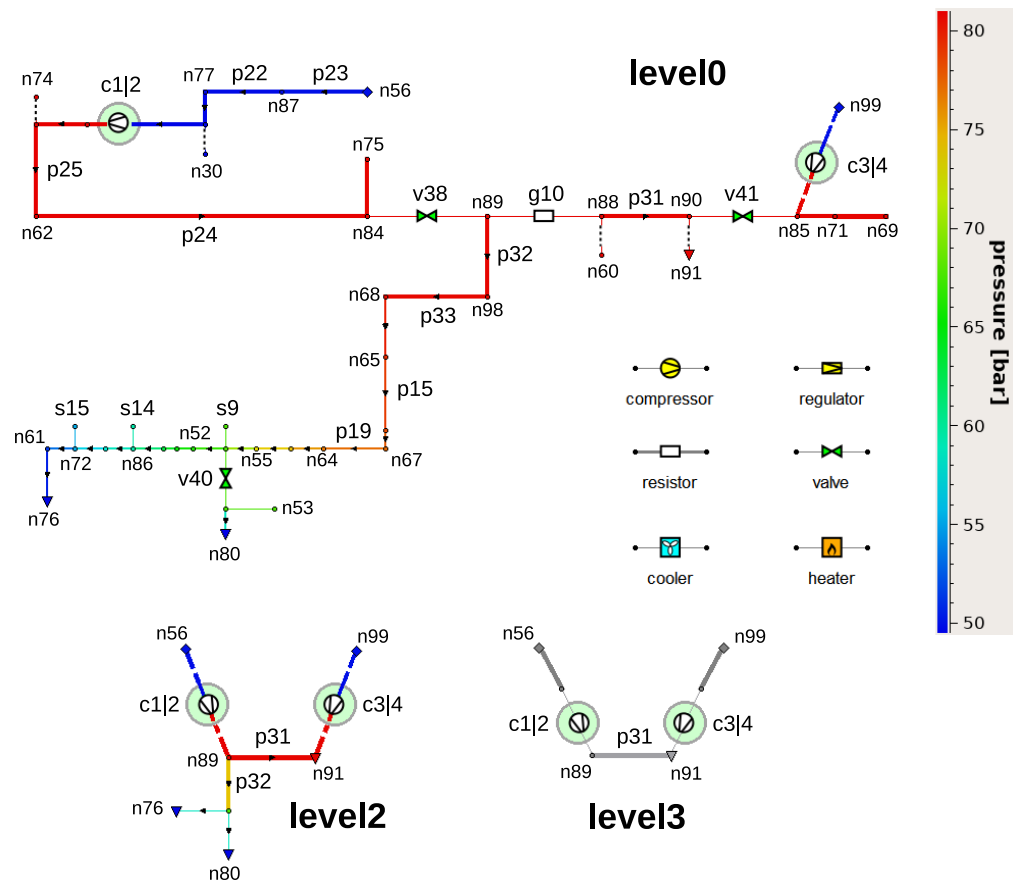 level0
n74
c1|2
n77
p22
p23
n56
n87
n30
p25
n75
n62
p24
n84
v38
n89
g10
n88
p31
n90
v41
n99
c3|4
n85
n71
n69
n60
n91
p32
n68
p33
n98
n65
p15
s15
s14
s9
p19
n61
n72
n86
n52
n55
n64
n67
v40
n76
n53
n80
compressor
regulator
resistor
valve
cooler
heater
80
75
70
65
60
55
50
pressure [bar]
n56
n99
c1|2
c3|4
p31
n89
n91
p32
n76
level2
n80
n56
n99
c1|2
c3|4
p31
n89
n91
level3